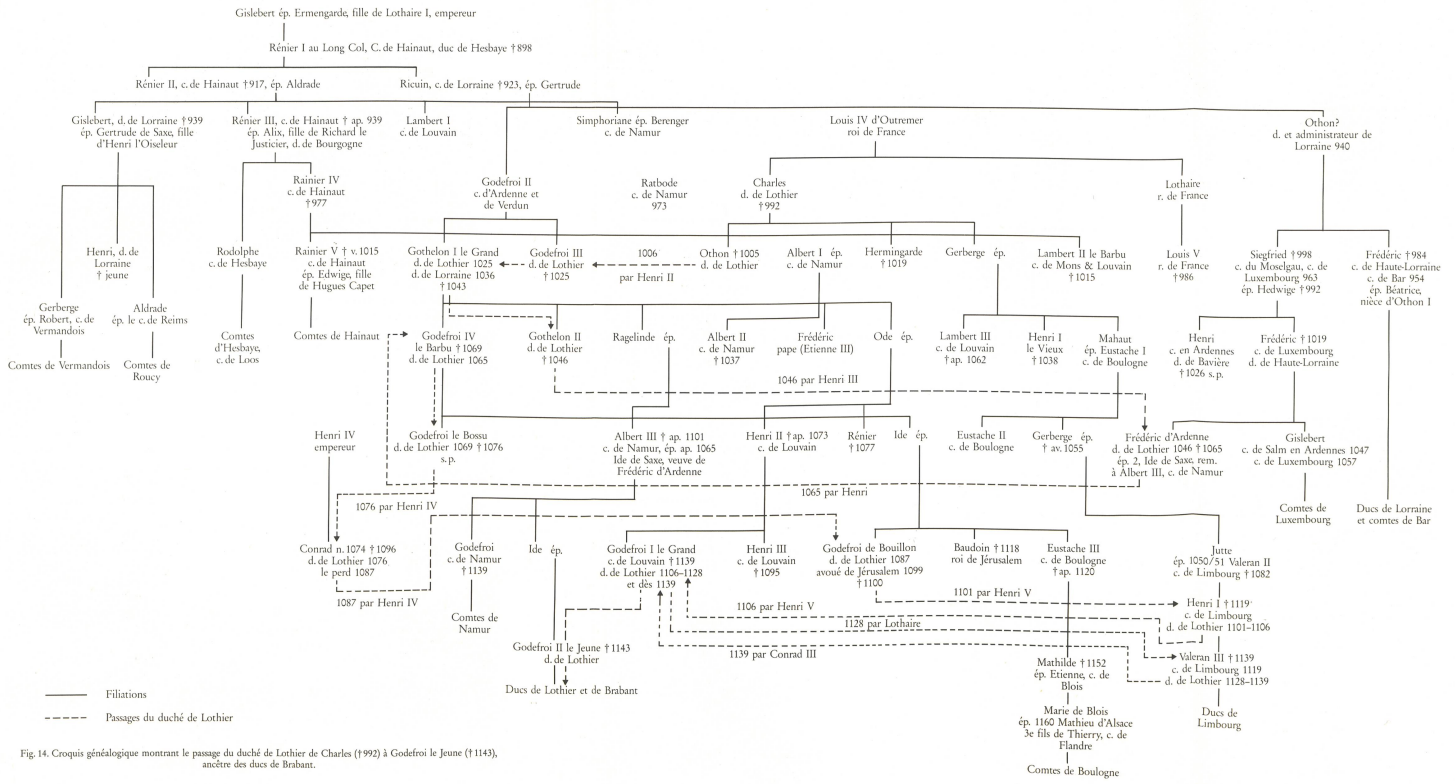 Gislebert ép. Ermengarde, fille de Lothaire I, empereur
Rénier I au Long Col, C. de Hainaut, duc de Hesbaye †898
Rénier II, c. de Hainaut †917, ép. Aldrade
Ricuin, c. de Lorraine †923, ép. Gertrude
Gislebert, d. de Lorraine †939
ép. Gertrude de Saxe, fille
d'Henri l'Oiseleur
Rénier III, c. de Hainaut † ap. 939
ép. Alix, fille de Richard le
Justicier, d. de Bourgogne
Lambert I
c. de Louvain
Simphoriane ép. Berenger
c. de Namur
Louis IV d'Outremer
roi de France
Othon?
d. et administrateur de
Lorraine 940
Rainier IV
c. de Hainaut
†977
Godefroi II
c. d'Ardenne et
de Verdun
Ratbode
c. de Namur
973
Charles
d. de Lothier
†992
Lothaire
r. de France
Henri, d. de
Lorraine
† jeune
Rodolphe
c. de Hesbaye
Rainier V † v. 1015
c. de Hainaut
ép. Edwige, fille
de Hugues Capet
Gothelon I le Grand
d. de Lothier 1025
d. de Lorraine 1036
†1043
Godefroi III
d. de Lothier
†1025
1006
par Henri II
Othon †1005
d. de Lothier
Albert I ép.
c. de Namur
Hermingarde
†1019
Gerberge ép.
Lambert II le Barbu
c. de Mons & Louvain
†1015
Louis V
r. de France
†986
Siegfried †998
c. du Moselgau, c. de
Luxembourg 963
ép. Hedwige †992
Frédéric †984
c. de Haute-Lorraine
c. de Bar 954
ép. Béatrice,
nièce d'Othon I
Gerberge
ép. Robert, c. de
Vermandois
Aldrade
ép. le c. de Reims
Comtes de Vermandois
Comtes de
Roucy
Comtes
d'Hesbaye,
c. de Loos
Comtes de Hainaut
Godefroi IV
le Barbu †1069
d. de Lothier 1065
Gothelon II
d. de Lothier
†1046
Ragelinde ép.
Albert II
c. de Namur
†1037
Frédéric
pape (Etienne III)
Ode ép.
Lambert III
c. de Louvain
†ap. 1062
Henri I
le Vieux
†1038
Mahaut
ép. Eustache I
c. de Boulogne
Henri
c. en Ardennes
d. de Bavière
†1026 s.p.
Frédéric †1019
c. de Luxembourg
d. de Haute-Lorraine
1046 par Henri III
Henri IV
empereur
Godefroi le Bossu
d. de Lothier 1069 †1076
s.p.
Albert III † ap. 1101
c. de Namur, ép. ap. 1065
Ide de Saxe, veuve de
Frédéric d'Ardenne
Henri II †ap. 1073
c. de Louvain
Rénier
†1077
Ide ép.
Eustache II
c. de Boulogne
Gerberge ép.
† av. 1055
Frédéric d'Ardenne
d. de Lothier 1046 †1065
ép. 2, Ide de Saxe, rem.
à Albert III, c. de Namur
Gislebert
c. de Salm en Ardennes 1047
c. de Luxembourg 1057
1065 par Henri
1076 par Henri IV
Comtes de
Luxembourg
Ducs de Lorraine
et comtes de Bar
Conrad n. 1074 †1096
d. de Lothier 1076
le perd 1087
Godefroi
c. de Namur
†1139
Ide ép.
Godefroi I le Grand
c. de Louvain †1139
d. de Lothier 1106–1128
et dès 1139
Henri III
c. de Louvain
†1095
Godefroi de Bouillon
d. de Lothier 1087
avoué de Jérusalem 1099
†1100
Baudoin †1118
roi de Jérusalem
Eustache III
c. de Boulogne
†ap. 1120
Jutte
ép. 1050/51 Valeran II
c. de Limbourg †1082
1087 par Henri IV
1101 par Henri V
1106 par Henri V
1128 par Lothaire
1139 par Conrad III
Henri I †1119
c. de Limbourg
d. de Lothier 1101–1106
Comtes de
Namur
Godefroi II le Jeune †1143
d. de Lothier
Ducs de Lothier et de Brabant
Mathilde †1152
ép. Etienne, c. de
Blois
Valeran III †1139
c. de Limbourg 1119
d. de Lothier 1128–1139
Marie de Blois
ép. 1160 Mathieu d'Alsace
3e fils de Thierry, c. de
Flandre
Ducs de
Limbourg
Comtes de Boulogne
Filiations
Passages du duché de Lothier
Fig. 14. Croquis généalogique montrant le passage du duché de Lothier de Charles (†992) à Godefroi le Jeune (†1143),
ancêtre des ducs de Brabant.